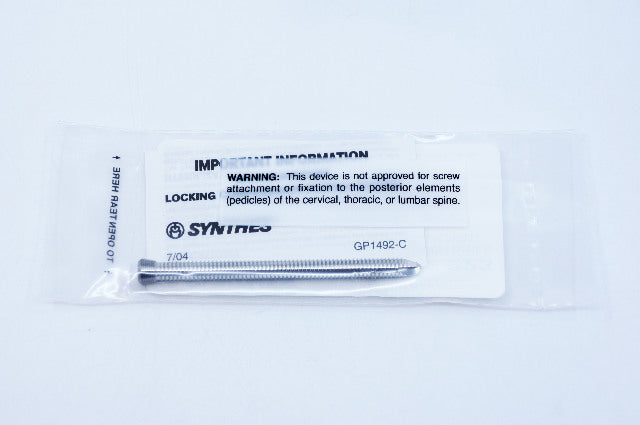 IMPORTANT INFORMATION
WARNING: This device is not approved for screw
attachment or fixation to the posterior elements
(pedicles) of the cervical, thoracic, or lumbar spine.
LOCKING
SYNTHES
7/04 GP1492-C
TO OPEN TEAR HERE